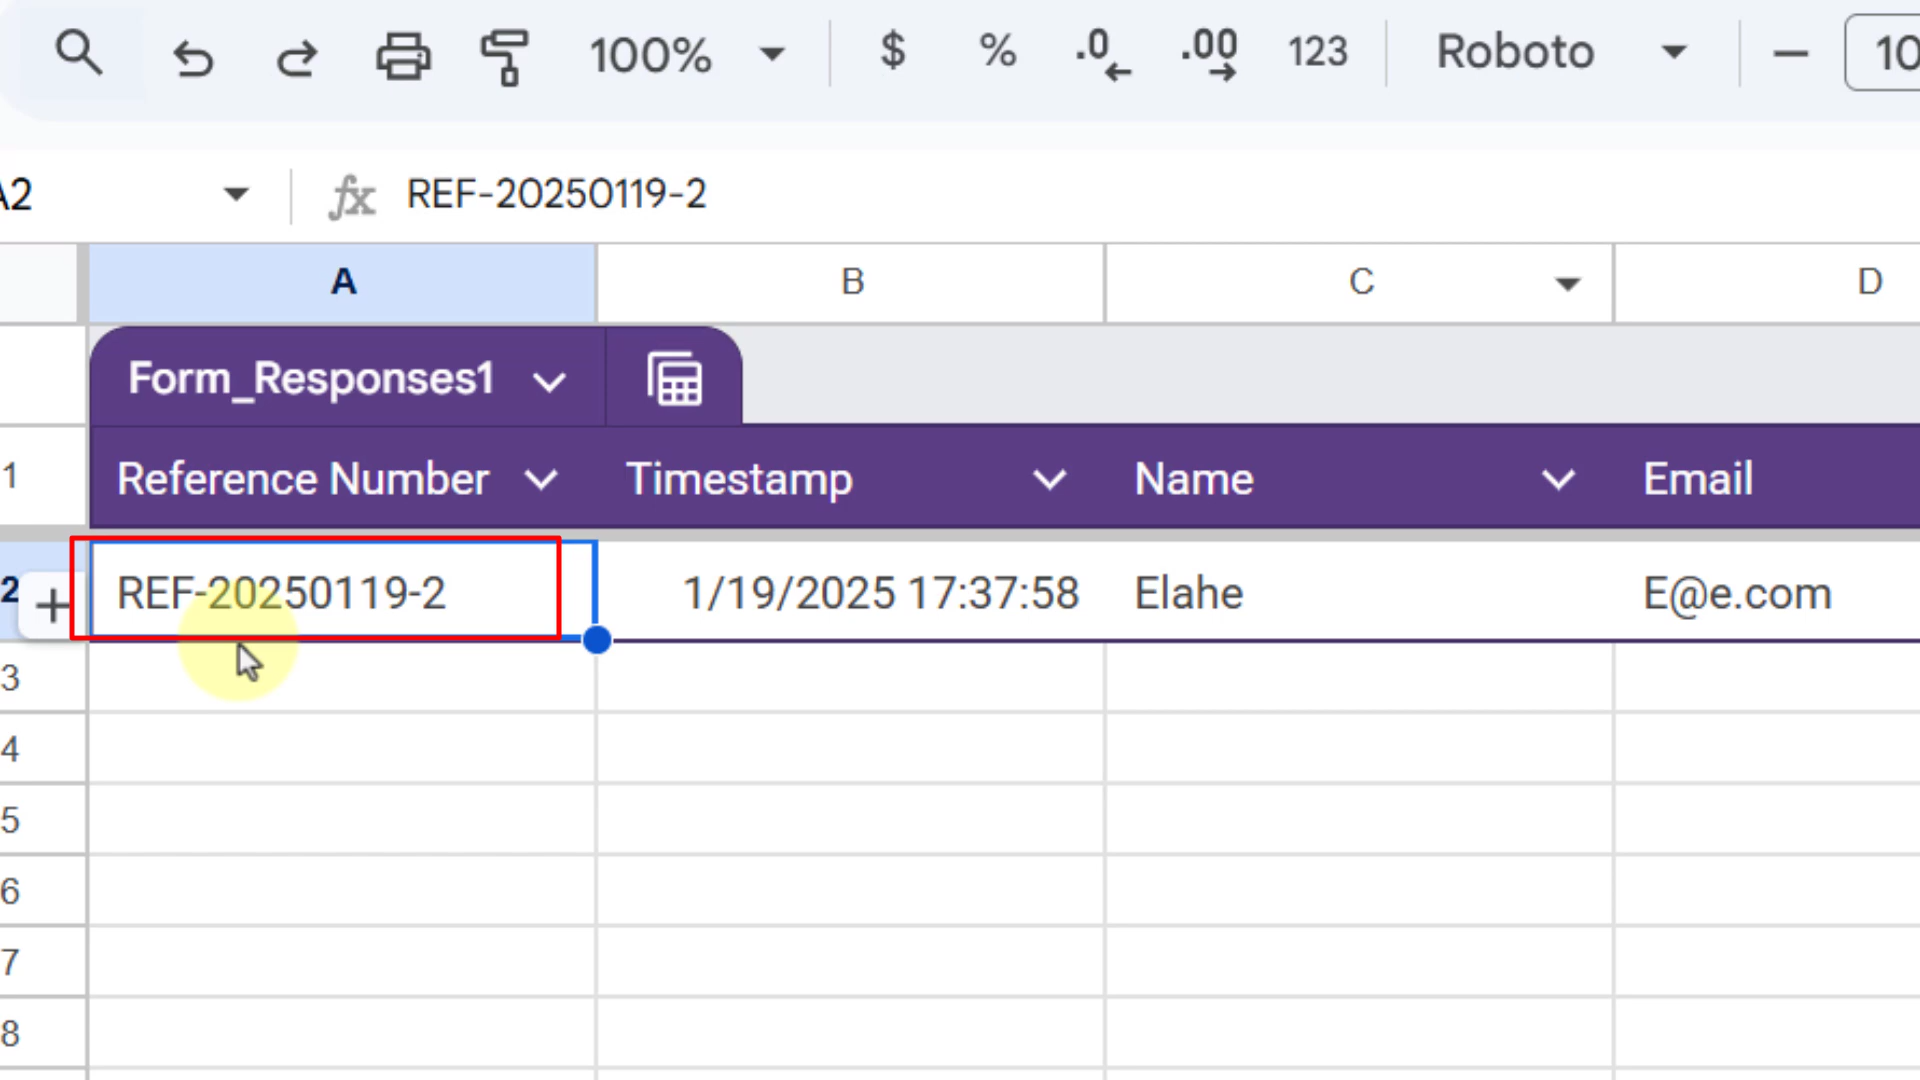 100% $ % .0 .00 123 Roboto 10
A2 fx REF-20250119-2
A B C D
Form_Responses1
1 Reference Number Timestamp Name Email
2 REF-20250119-2 1/19/2025 17:37:58 Elahe E@e.com
3
4
5
6
7
8